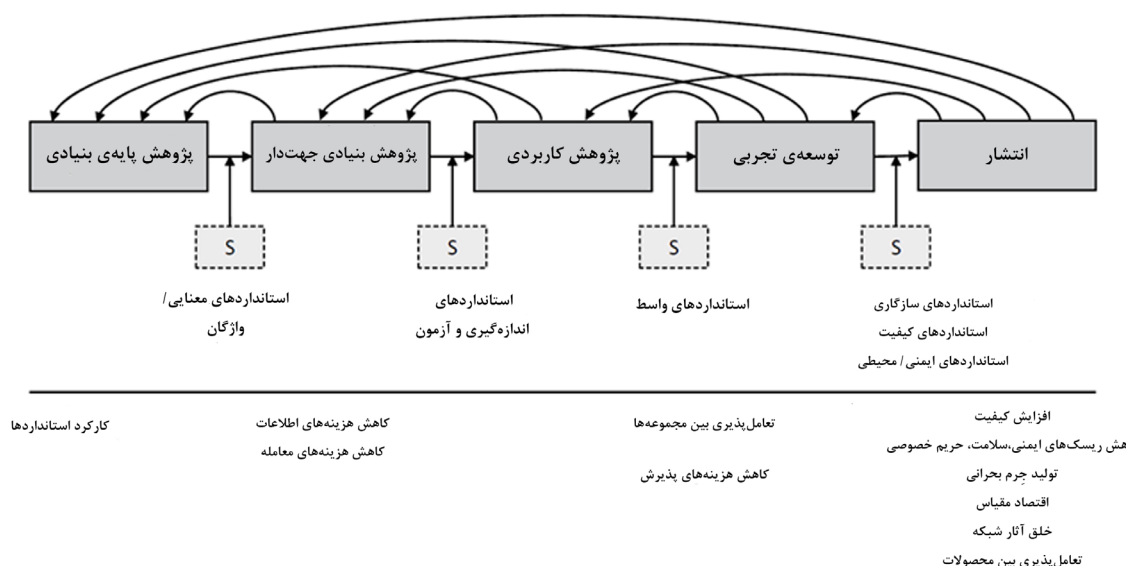 پژوهش پایه‌ی بنیادی
پژوهش بنیادی جهت‌دار
پژوهش کاربردی
توسعه‌ی تجربی
انتشار
S
S
S
S
استانداردهای معنایی/
واژگان
استانداردهای
اندازه‌گیری و آزمون
استانداردهای واسط
استانداردهای سازگاری
استانداردهای کیفیت
استانداردهای ایمنی/ محیطی
کارکرد استانداردها
کاهش هزینه‌های اطلاعات
کاهش هزینه‌های معامله
تعامل‌پذیری بین مجموعه‌ها
کاهش هزینه‌های پذیرش
افزایش کیفیت
هش ریسک‌های ایمنی،سلامت، حریم خصوصی
تولید جِرم بحرانی
اقتصاد مقیاس
خلق آثار شبکه
تعامل‌پذیری بین محصولات